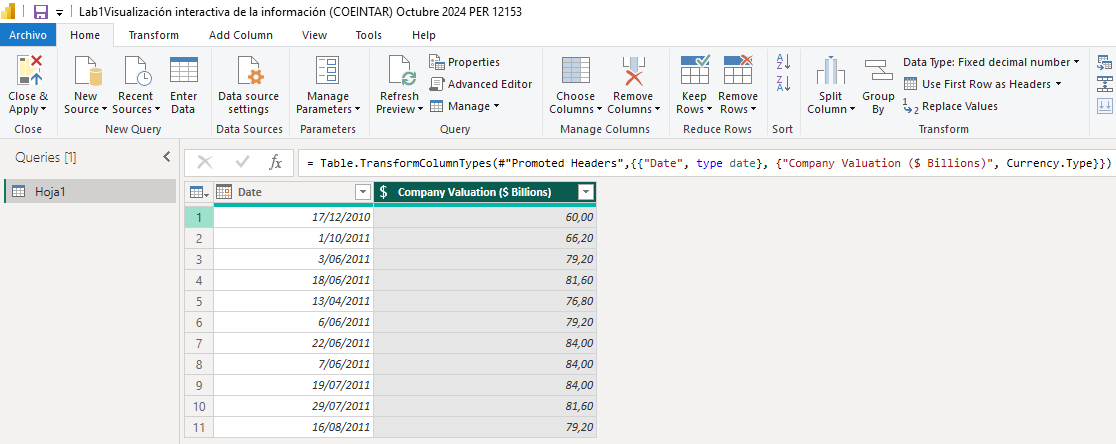 Lab1Visualización interactiva de la información (COEINTAR) Octubre 2024 PER 12153
Archivo Home Transform Add Column View Tools Help
Close & Apply
New Source
Recent Sources
Enter Data
Data source settings
Manage Parameters
Refresh Preview
Properties
Advanced Editor
Manage
Choose Columns
Remove Columns
Keep Rows
Remove Rows
A Z
Z A
Split Column
Group By
Data Type: Fixed decimal number
Use First Row as Headers
1 2 Replace Values
Close New Query Data Sources Parameters Query Manage Columns Reduce Rows Sort Transform
Queries [1]
fx = Table.TransformColumnTypes(#"Promoted Headers",{{"Date", type date}, {"Company Valuation ($ Billions)", Currency.Type}})
Hoja1
Date $ Company Valuation ($ Billions)
1 17/12/2010 60,00
2 1/10/2011 66,20
3 3/06/2011 79,20
4 18/06/2011 81,60
5 13/04/2011 76,80
6 6/06/2011 79,20
7 22/06/2011 84,00
8 7/06/2011 84,00
9 19/07/2011 84,00
10 29/07/2011 81,60
11 16/08/2011 79,20